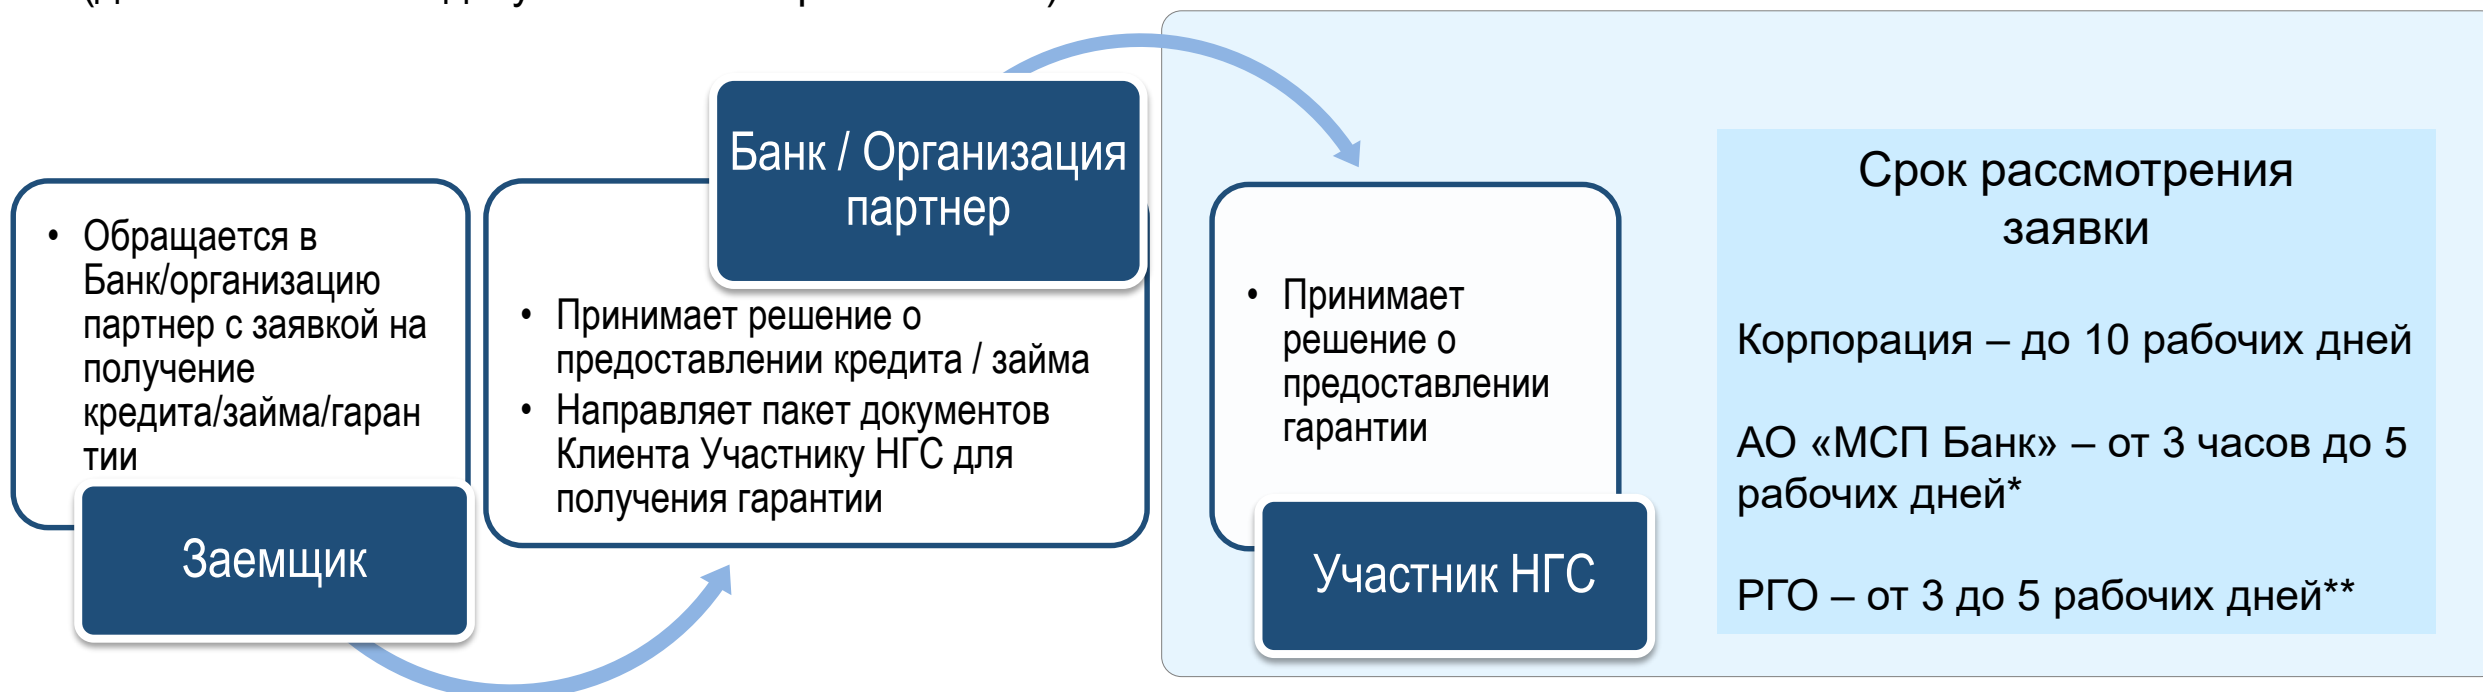 • Обращается в
Банк/организацию
партнер с заявкой на
получение
кредита/займа/гаран
тии
Заемщик
Банк / Организация
партнер
• Принимает решение о
предоставлении кредита / займа
• Направляет пакет документов
Клиента Участнику НГС для
получения гарантии
• Принимает
решение о
предоставлении
гарантии
Участник НГС
Срок рассмотрения
заявки
Корпорация – до 10 рабочих дней
АО «МСП Банк» – от 3 часов до 5
рабочих дней*
РГО – от 3 до 5 рабочих дней**